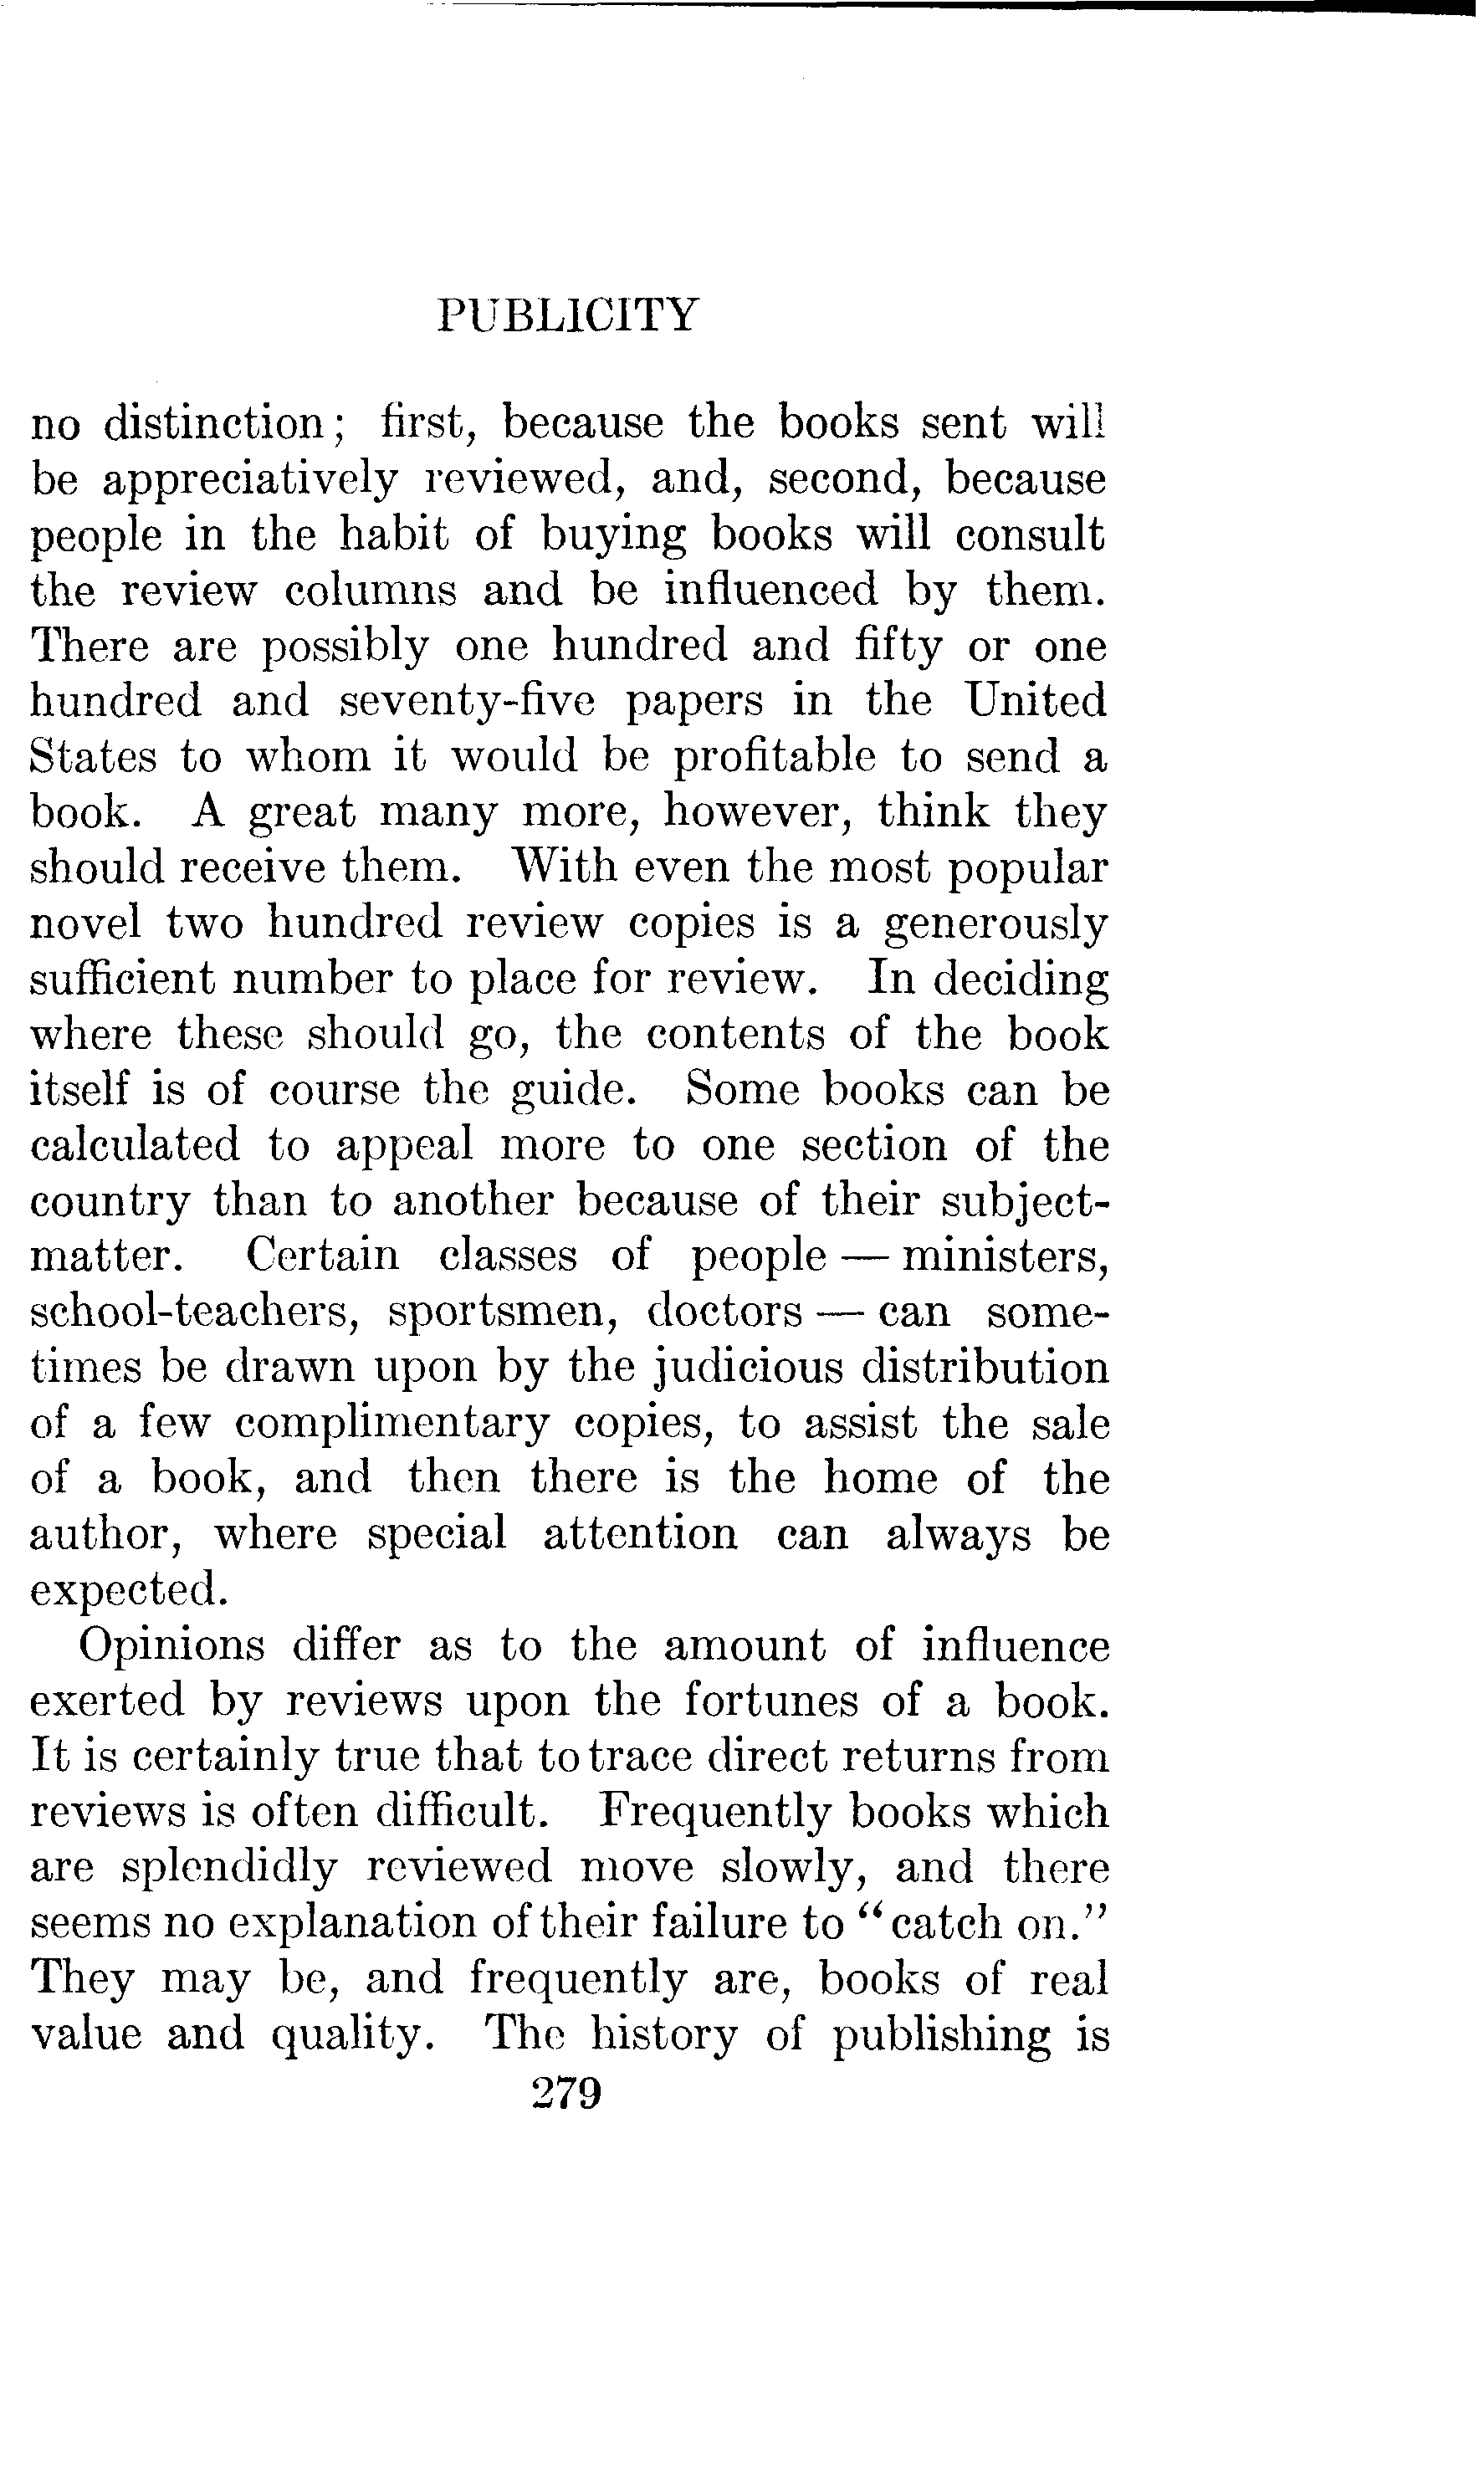 PUBLICITY
no distinction; first, because the books sent will
be appreciatively reviewed, and, second, because
people in the habit of buying books will consult
the review columns and be influenced by them.
There are possibly one hundred and fifty or one
hundred and seventy-five papers in the United
States to whom it would be profitable to send a
book. A great many more, however, think they
should receive them. With even the most popular
novel two hundred review copies is a generously
sufficient number to place for review. In deciding
where these should go, the contents of the book
itself is of course the guide. Some books can be
calculated to appeal more to one section of the
country than to another because of their subject-
matter. Certain classes of people — ministers,
school-teachers, sportsmen, doctors — can some-
times be drawn upon by the judicious distribution
of a few complimentary copies, to assist the sale
of a book, and then there is the home of the
author, where special attention can always be
expected.
Opinions differ as to the amount of influence
exerted by reviews upon the fortunes of a book.
It is certainly true that to trace direct returns from
reviews is often difficult. Frequently books which
are splendidly reviewed move slowly, and there
seems no explanation of their failure to "catch on."
They may be, and frequently are, books of real
value and quality. The history of publishing is
279